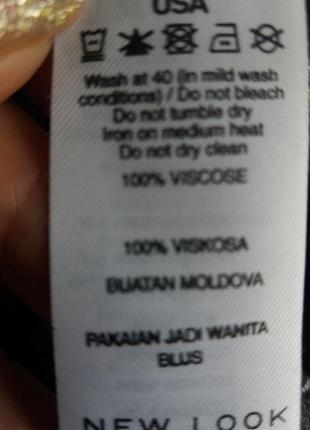 USA
Wash at 40 (in mild wash
conditions) / Do not bleach
Do not tumble dry
Iron on medium heat
Do not dry clean
100% VISCOSE
100% VISKOSA
BUATAN MOLDOVA
PAKAIAN JADI WANITA
BLUS
NEW LOOK